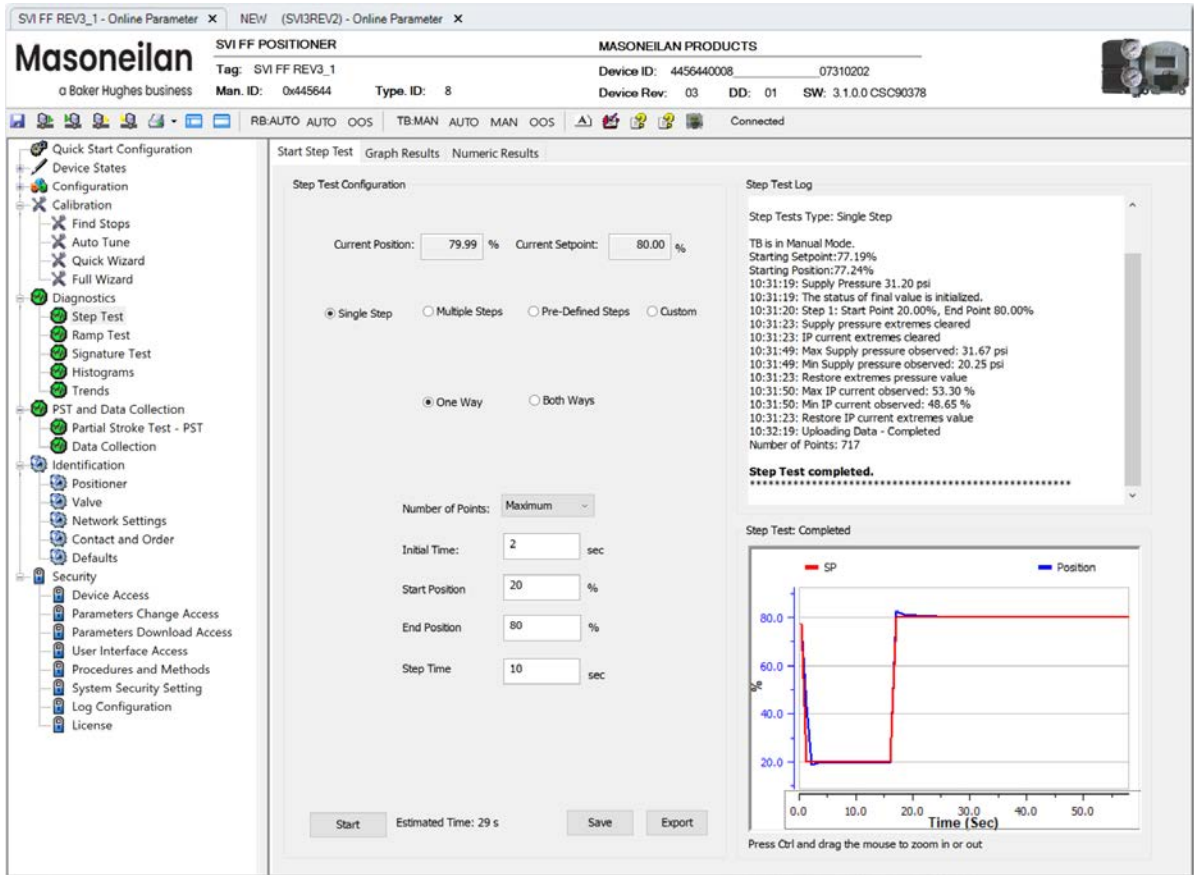 SVI FF REV3_1 - Online Parameter X NEW (SVI3REV2) - Online Parameter X
Masoneilan
a Baker Hughes business
SVI FF POSITIONER
Tag: SVI FF REV3_1
Man. ID: 0x445644 Type. ID: 8
MASONEILAN PRODUCTS
Device ID: 4456440008________________07310202
Device Rev: 03 DD: 01 SW: 3.1.0.0 CSC90378
RB:AUTO AUTO OOS TB:MAN AUTO MAN OOS A) Connected
Quick Start Configuration
Device States
Configuration
Calibration
Find Stops
Auto Tune
Quick Wizard
Full Wizard
Diagnostics
Step Test
Ramp Test
Signature Test
Histograms
Trends
PST and Data Collection
Partial Stroke Test - PST
Data Collection
Identification
Positioner
Valve
Network Settings
Contact and Order
Defaults
Security
Device Access
Parameters Change Access
Parameters Download Access
User Interface Access
Procedures and Methods
System Security Setting
Log Configuration
License
Start Step Test Graph Results Numeric Results
Step Test Configuration
Current Position: 79.99 % Current Setpoint: 80.00 %
Single Step Multiple Steps Pre-Defined Steps Custom
One Way Both Ways
Number of Points: Maximum
Initial Time: 2 sec
Start Position 20 %
End Position 80 %
Step Time 10 sec
Start Estimated Time: 29 s Save Export
Step Test Log
Step Tests Type: Single Step
TB is in Manual Mode.
Starting Setpoint:77.19%
Starting Position:77.24%
10:31:19: Supply Pressure 31.20 psi
10:31:19: The status of final value is initialized.
10:31:20: Step 1: Start Point 20.00%, End Point 80.00%
10:31:23: Supply pressure extremes cleared
10:31:23: IP current extremes cleared
10:31:49: Max Supply pressure observed: 31.67 psi
10:31:49: Min Supply pressure observed: 20.25 psi
10:31:23: Restore extremes pressure value
10:31:50: Max IP current observed: 53.30 %
10:31:50: Min IP current observed: 48.65 %
10:31:23: Restore IP current extremes value
10:32:19: Uploading Data - Completed
Number of Points: 717
Step Test completed.
*****************************************************
Step Test: Completed
SP Position
80.0
60.0
%
40.0
20.0
0.0 10.0 20.0 30.0 40.0 50.0
Time (Sec)
Press Ctrl and drag the mouse to zoom in or out